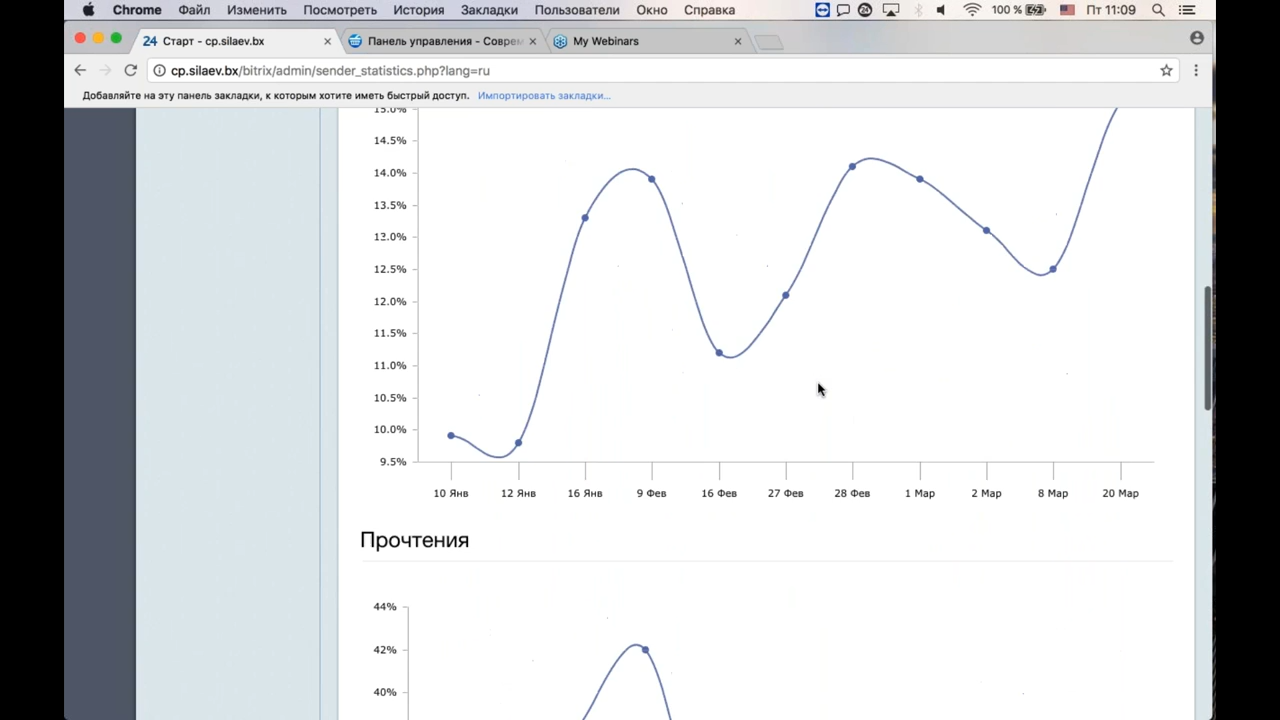 Chrome Файл Изменить Посмотреть История Закладки Пользователи Окно Справка 100 % Пт 11:09
24 Старт - cp.silaev.bx Панель управления - Соврем My Webinars
cp.silaev.bx/bitrix/admin/sender_statistics.php?lang=ru
Добавляйте на эту панель закладки, к которым хотите иметь быстрый доступ. Импортировать закладки...
15.0%
14.5%
14.0%
13.5%
13.0%
12.5%
12.0%
11.5%
11.0%
10.5%
10.0%
9.5%
10 Янв 12 Янв 16 Янв 9 Фев 16 Фев 27 Фев 28 Фев 1 Мар 2 Мар 8 Мар 20 Мар
Прочтения
44%
42%
40%